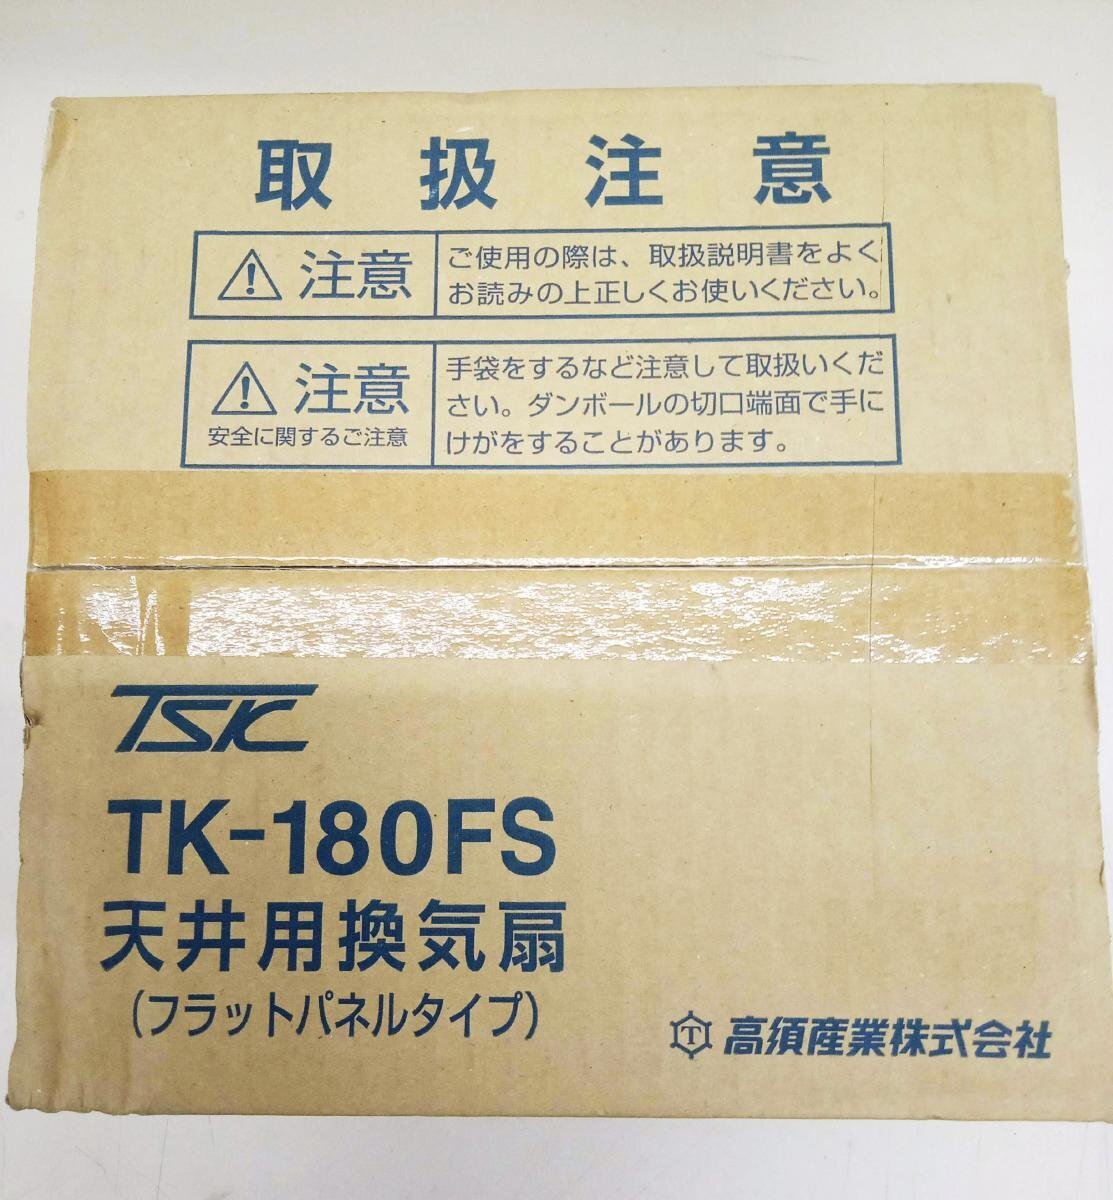 取扱注意
注意
ご使用の際は、取扱説明書をよく
お読みの上正しくお使いください。
注意
安全に関するご注意
手袋をするなど注意して取扱いくだ
さい。ダンボールの切口端面で手に
けがをすることがあります。
TSK
TK-180FS
天井用換気扇
(フラットパネルタイプ)
T 高須産業株式会社